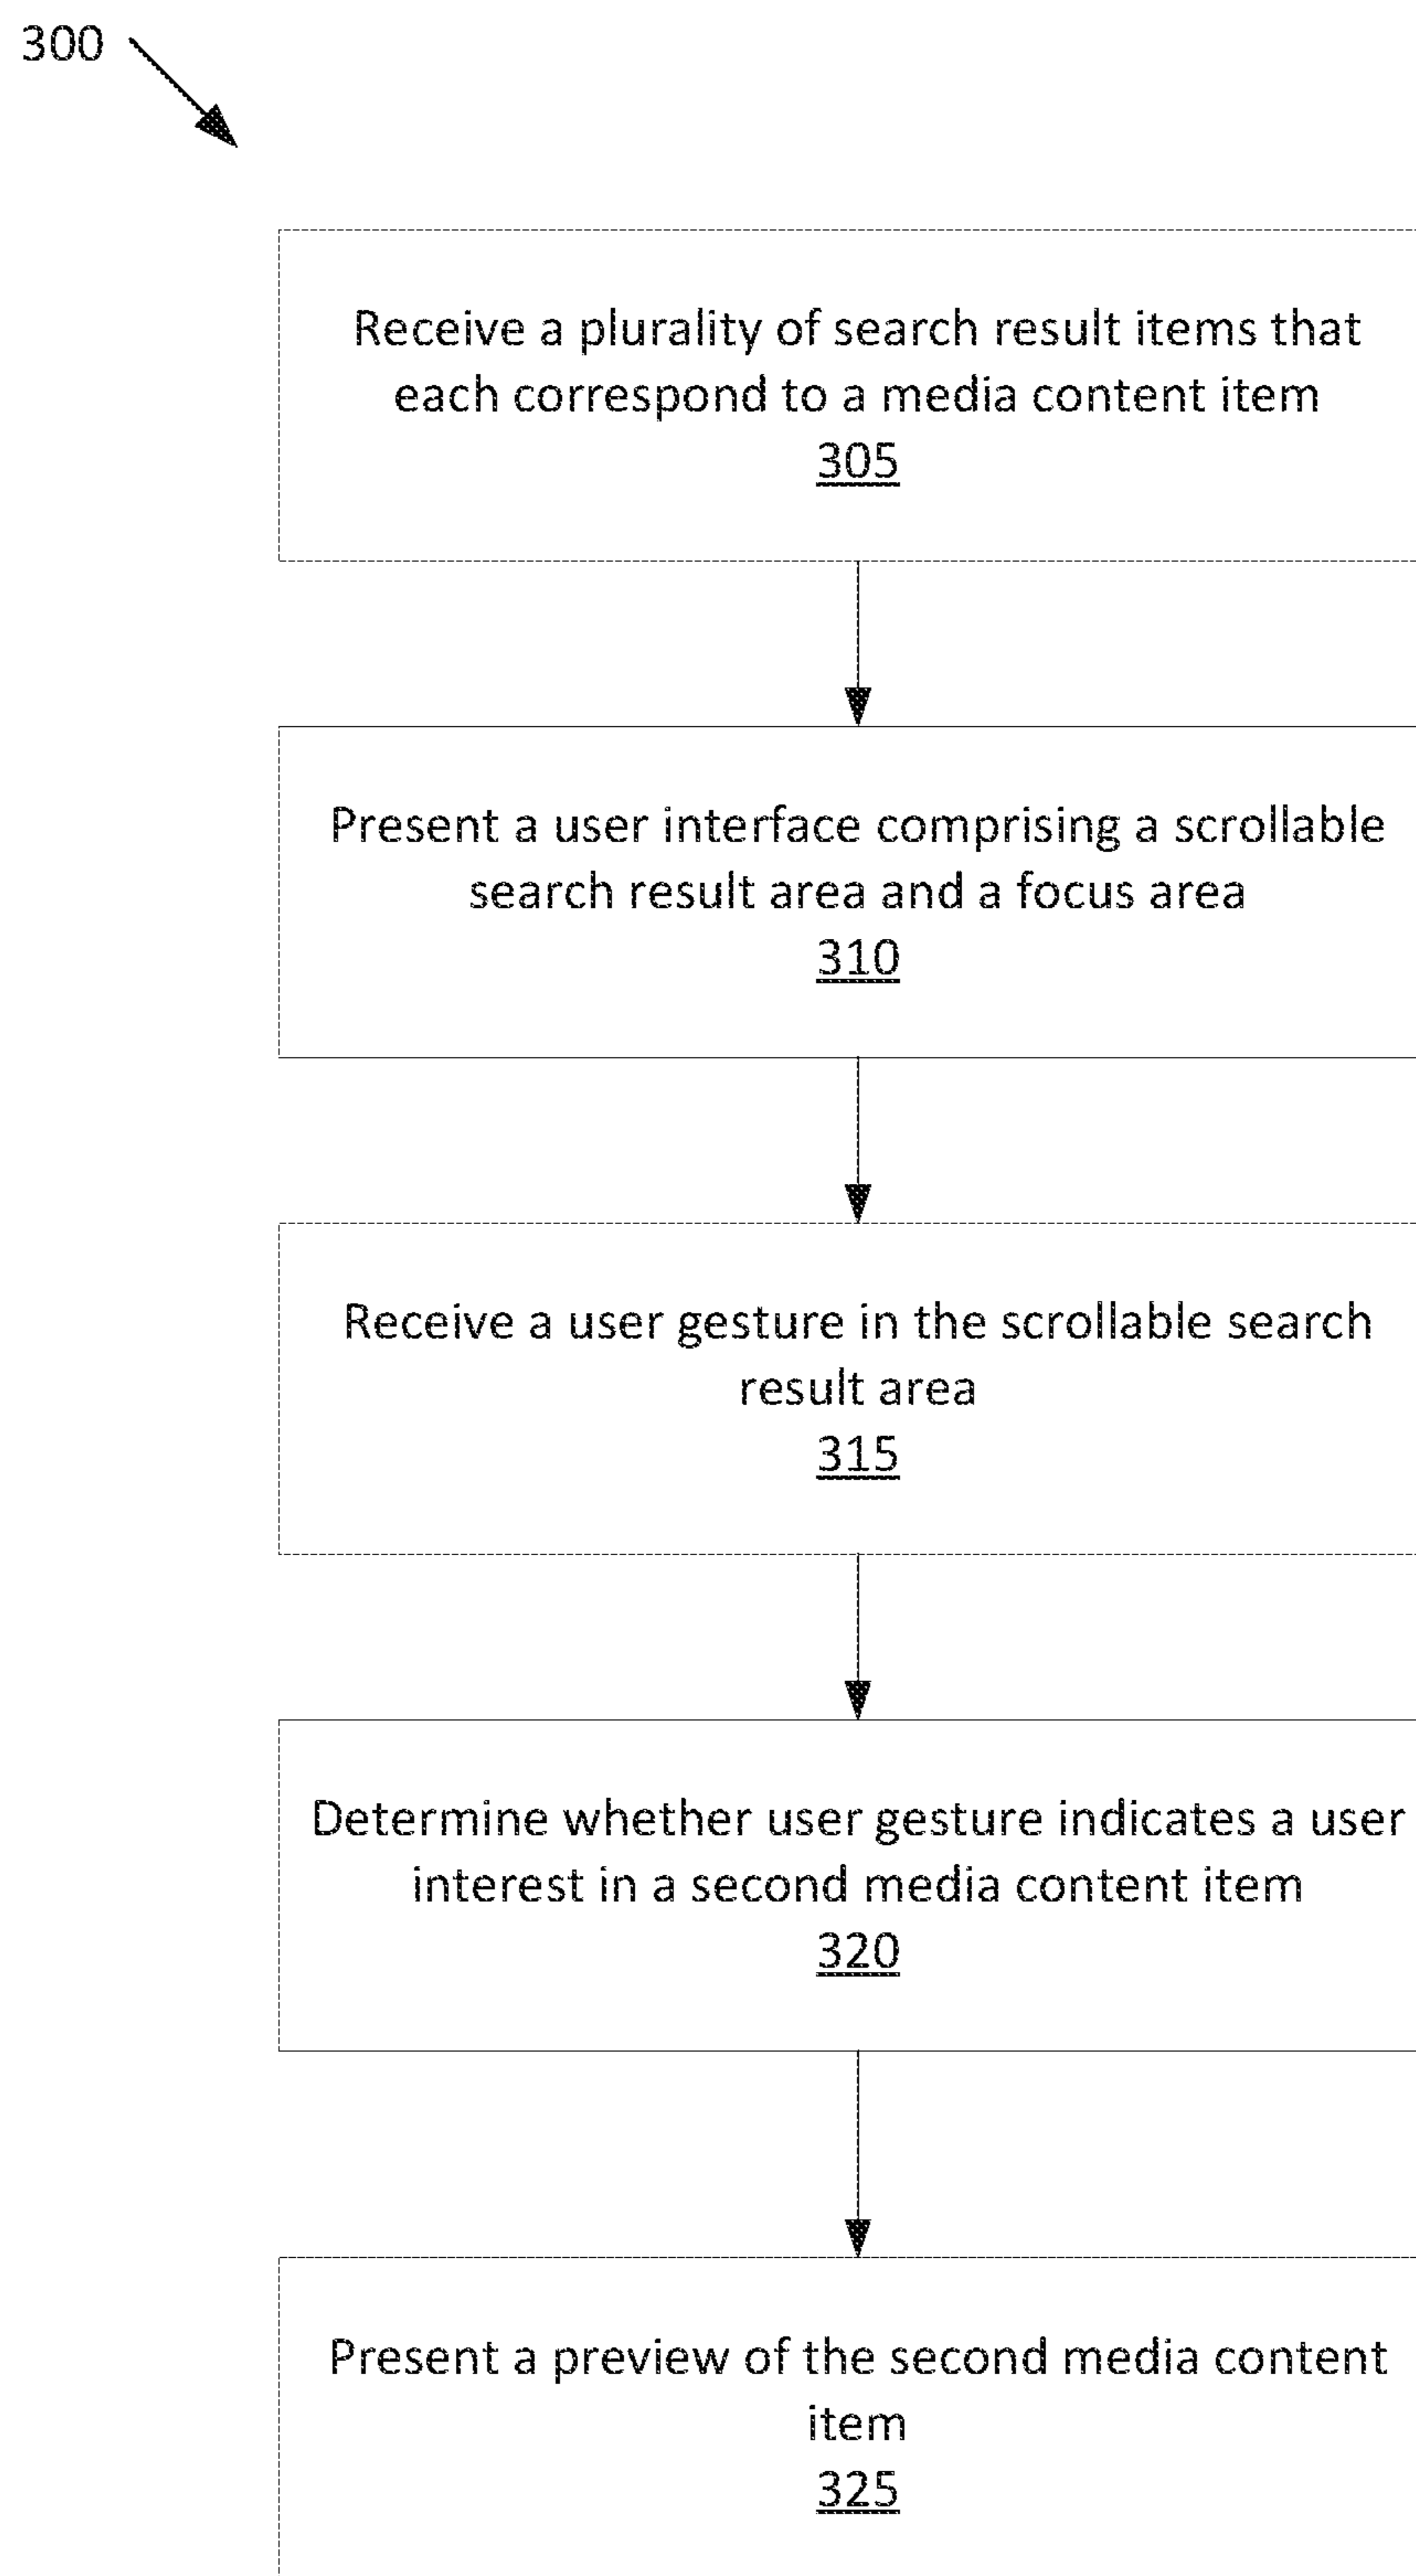 300
Receive a plurality of search result items that
each correspond to a media content item
305
Present a user interface comprising a scrollable
search result area and a focus area
310
Receive a user gesture in the scrollable search
result area
315
Determine whether user gesture indicates a user
interest in a second media content item
320
Present a preview of the second media content
item
325